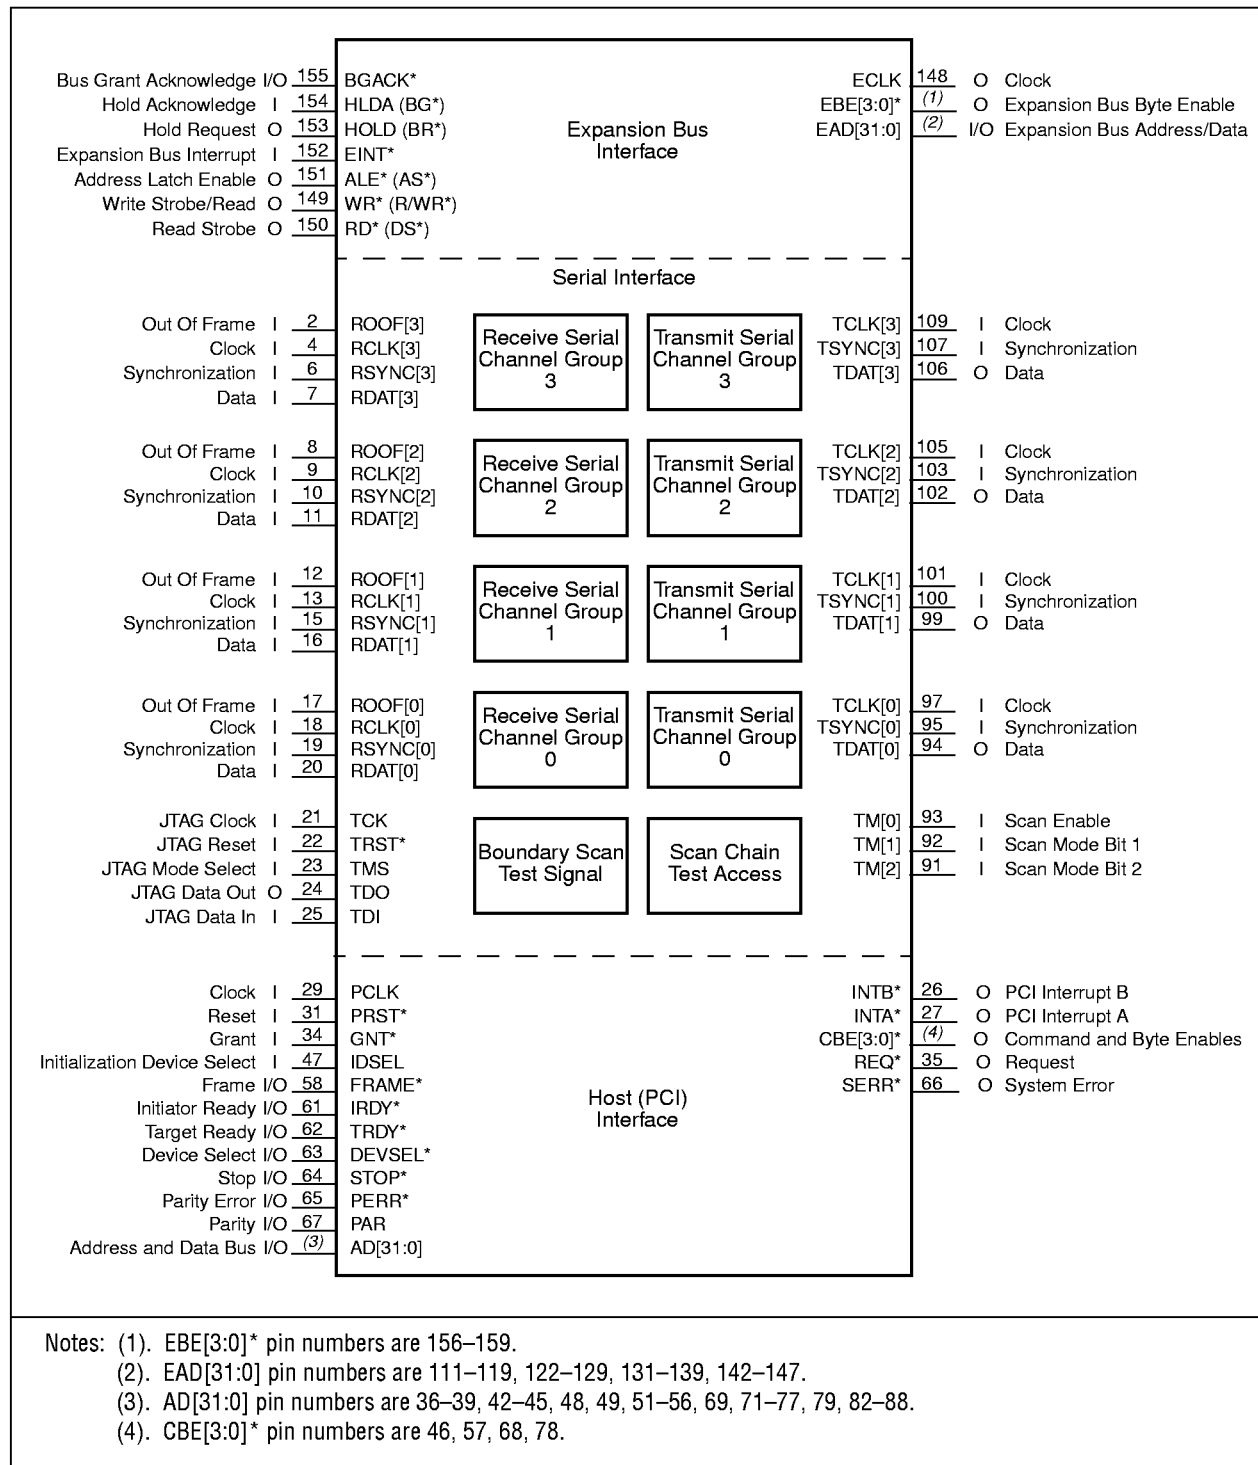 Bus Grant Acknowledge I/O 155 BGACK* ECLK 148 O Clock
Hold Acknowledge I 154 HLDA (BG*) EBE[3:0]* (1) O Expansion Bus Byte Enable
Hold Request O 153 HOLD (BR*) Expansion Bus EAD[31:0] (2) I/O Expansion Bus Address/Data
Expansion Bus Interrupt I 152 EINT* Interface
Address Latch Enable O 151 ALE* (AS*)
Write Strobe/Read O 149 WR* (R/WR*)
Read Strobe O 150 RD* (DS*)
Serial Interface
Out Of Frame I 2 ROOF[3] Receive Serial Transmit Serial TCLK[3] 109 I Clock
Clock I 4 RCLK[3] Channel Group Channel Group TSYNC[3] 107 I Synchronization
Synchronization I 6 RSYNC[3] 3 3 TDAT[3] 106 O Data
Data I 7 RDAT[3]
Out Of Frame I 8 ROOF[2] Receive Serial Transmit Serial TCLK[2] 105 I Clock
Clock I 9 RCLK[2] Channel Group Channel Group TSYNC[2] 103 I Synchronization
Synchronization I 10 RSYNC[2] 2 2 TDAT[2] 102 O Data
Data I 11 RDAT[2]
Out Of Frame I 12 ROOF[1] Receive Serial Transmit Serial TCLK[1] 101 I Clock
Clock I 13 RCLK[1] Channel Group Channel Group TSYNC[1] 100 I Synchronization
Synchronization I 15 RSYNC[1] 1 1 TDAT[1] 99 O Data
Data I 16 RDAT[1]
Out Of Frame I 17 ROOF[0] Receive Serial Transmit Serial TCLK[0] 97 I Clock
Clock I 18 RCLK[0] Channel Group Channel Group TSYNC[0] 95 I Synchronization
Synchronization I 19 RSYNC[0] 0 0 TDAT[0] 94 O Data
Data I 20 RDAT[0]
JTAG Clock I 21 TCK TM[0] 93 I Scan Enable
JTAG Reset I 22 TRST* Boundary Scan Scan Chain TM[1] 92 I Scan Mode Bit 1
JTAG Mode Select I 23 TMS Test Signal Test Access TM[2] 91 I Scan Mode Bit 2
JTAG Data Out O 24 TDO
JTAG Data In I 25 TDI
Clock I 29 PCLK INTB* 26 O PCI Interrupt B
Reset I 31 PRST* INTA* 27 O PCI Interrupt A
Grant I 34 GNT* CBE[3:0]* (4) O Command and Byte Enables
Initialization Device Select I 47 IDSEL REQ* 35 O Request
Frame I/O 58 FRAME* SERR* 66 O System Error
Initiator Ready I/O 61 IRDY* Host (PCI)
Target Ready I/O 62 TRDY* Interface
Device Select I/O 63 DEVSEL*
Stop I/O 64 STOP*
Parity Error I/O 65 PERR*
Parity I/O 67 PAR
Address and Data Bus I/O (3) AD[31:0]
Notes: (1). EBE[3:0]* pin numbers are 156–159.
(2). EAD[31:0] pin numbers are 111–119, 122–129, 131–139, 142–147.
(3). AD[31:0] pin numbers are 36–39, 42–45, 48, 49, 51–56, 69, 71–77, 79, 82–88.
(4). CBE[3:0]* pin numbers are 46, 57, 68, 78.